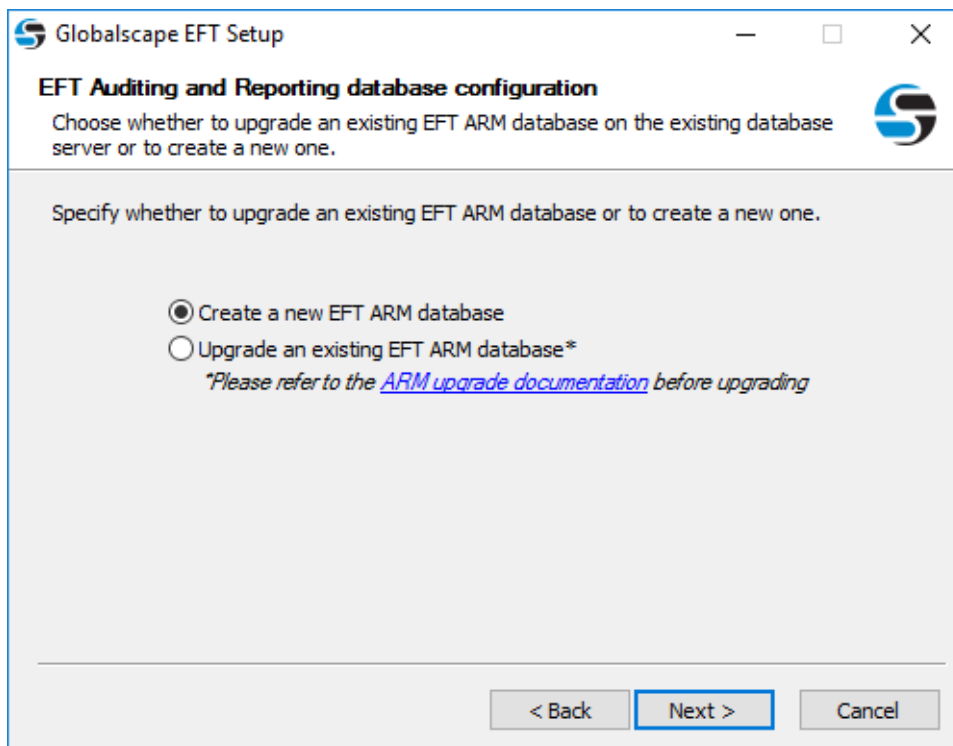 Globalscape EFT Setup
EFT Auditing and Reporting database configuration
Choose whether to upgrade an existing EFT ARM database on the existing database
server or to create a new one.
Specify whether to upgrade an existing EFT ARM database or to create a new one.
Create a new EFT ARM database
Upgrade an existing EFT ARM database*
*Please refer to the ARM upgrade documentation before upgrading
< Back
Next >
Cancel